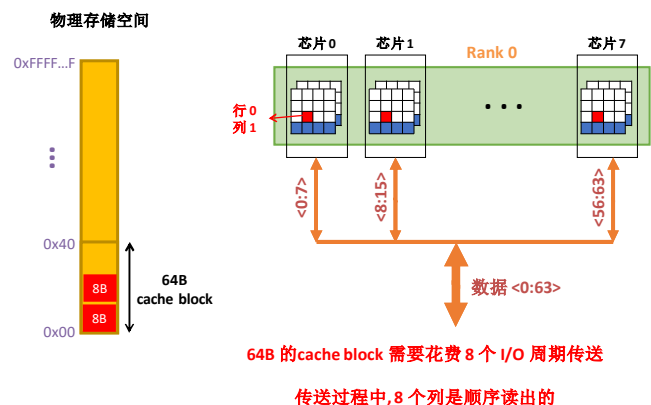 物理存储空间
0xFFFF...F
⋮
0x40
64B
cache block
8B
8B
0x00
芯片 0
芯片 1
芯片 7
Rank 0
行 0
列 1
...
<0:7>
<8:15>
<56:63>
数据 <0:63>
64B 的cache block 需要花费 8 个 I/O 周期传送
传送过程中, 8 个列是顺序读出的